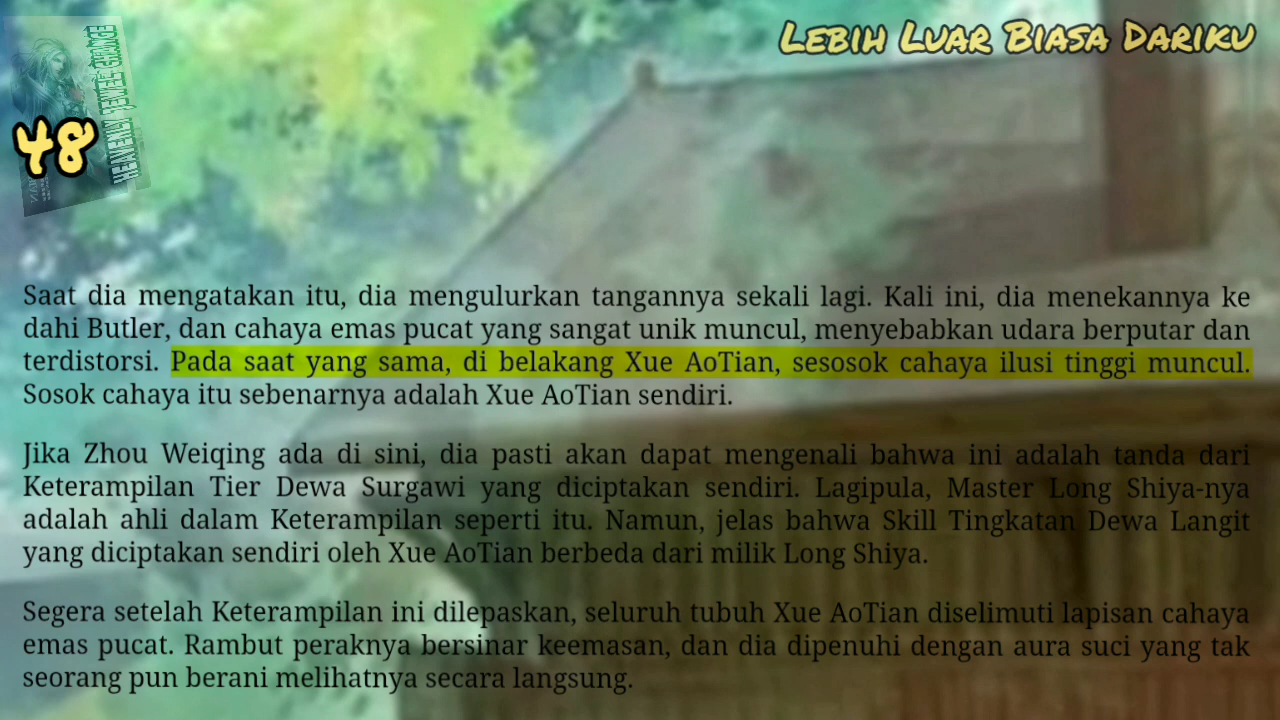 Lebih Luar Biasa Dariku
HEAVENLY JEWEL CHANGE
48
Saat dia mengatakan itu, dia mengulurkan tangannya sekali lagi. Kali ini, dia menekannya ke
dahi Butler, dan cahaya emas pucat yang sangat unik muncul, menyebabkan udara berputar dan
terdistorsi. Pada saat yang sama, di belakang Xue AoTian, sesosok cahaya ilusi tinggi muncul.
Sosok cahaya itu sebenarnya adalah Xue AoTian sendiri.
Jika Zhou Weiqing ada di sini, dia pasti akan dapat mengenali bahwa ini adalah tanda dari
Keterampilan Tier Dewa Surgawi yang diciptakan sendiri. Lagipula, Master Long Shiya-nya
adalah ahli dalam Keterampilan seperti itu. Namun, jelas bahwa Skill Tingkatan Dewa Langit
yang diciptakan sendiri oleh Xue AoTian berbeda dari milik Long Shiya.
Segera setelah Keterampilan ini dilepaskan, seluruh tubuh Xue AoTian diselimuti lapisan cahaya
emas pucat. Rambut peraknya bersinar keemasan, dan dia dipenuhi dengan aura suci yang tak
seorang pun berani melihatnya secara langsung.